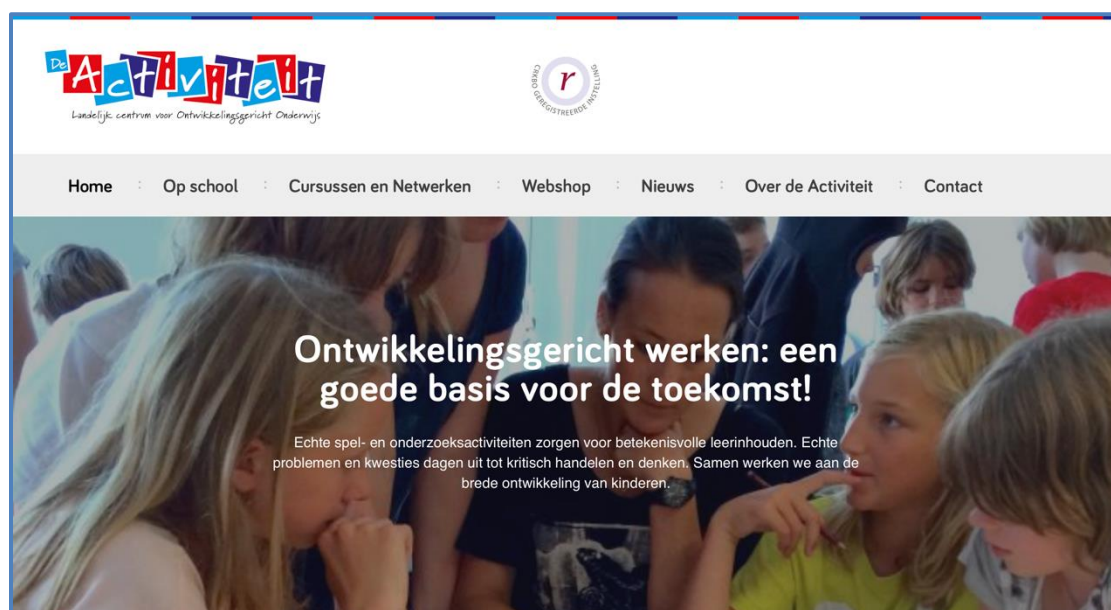 De Activiteit
Landelijk centrum voor Ontwikkelingsgericht Onderwijs
r
CRKBO GEREGISTREERDE INSTELLING
Home : Op school : Cursussen en Netwerken : Webshop : Nieuws : Over de Activiteit : Contact
Ontwikkelingsgericht werken: een
goede basis voor de toekomst!
Echte spel- en onderzoeksactiviteiten zorgen voor betekenisvolle leerinhouden. Echte
problemen en kwesties dagen uit tot kritisch handelen en denken. Samen werken we aan de
brede ontwikkeling van kinderen.